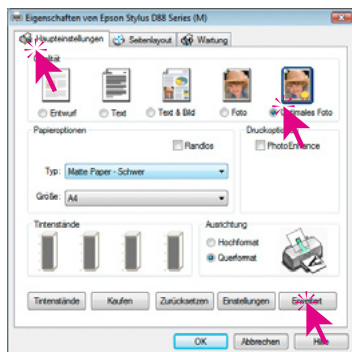 Eigenschaften von Epson Stylus D88 Series (M)
Haupteinstellungen Seitenlayout Wartung
Qualität
Entwurf Text Text & Bild Foto Optimales Foto
Papieroptionen Druckoptionen
Randlos PhotoEnhance
Typ: Matte Paper - Schwer
Größe: A4
Tintenstände Ausrichtung
Hochformat
Querformat
Tintenstände Kaufen Zurücksetzen Einstellungen Erweitert
OK Abbrechen Hilfe